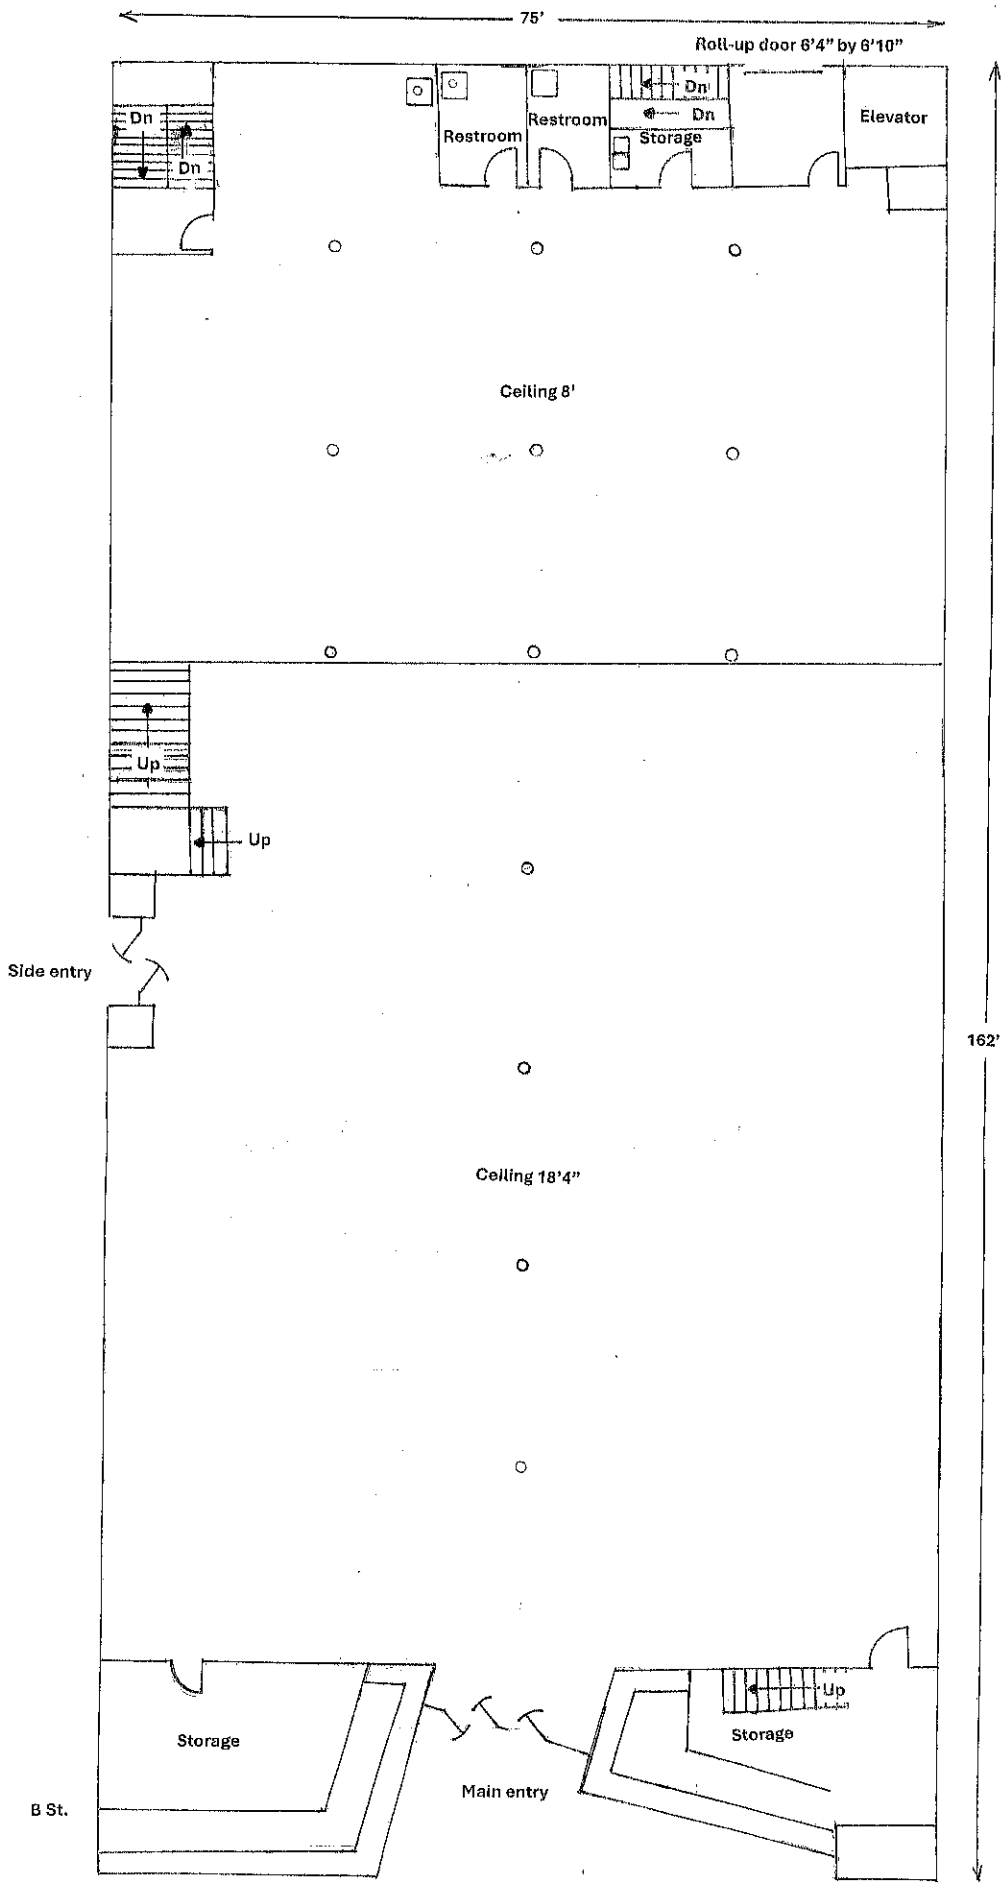 75'
Roll-up door 6'4” by 6'10”
Dn
Dn
Restroom
Restroom
Dn
Dn
Storage
Elevator
Ceiling 8'
Up
Up
Side entry
162'
Ceiling 18'4”
Up
Storage
Storage
Main entry
B St.